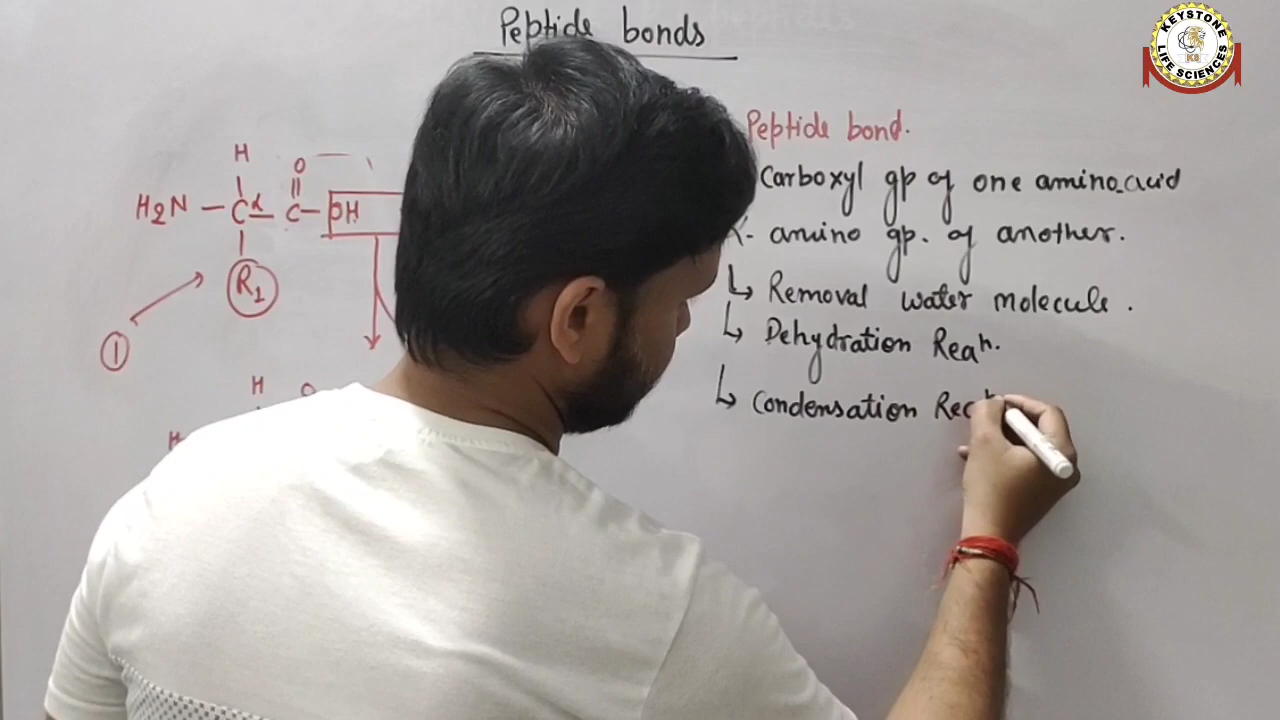 Peptide bonds
KEYSTONE
LIFE SCIENCES
KS
Peptide bond.
Carboxyl gp of one amino acid
amino gp. of another.
↳ Removal water molecule.
↳ Dehydration Reaⁿ.
↳ Condensation
H
O
H2N – Cα – C – OH
R1
1
H
O
H